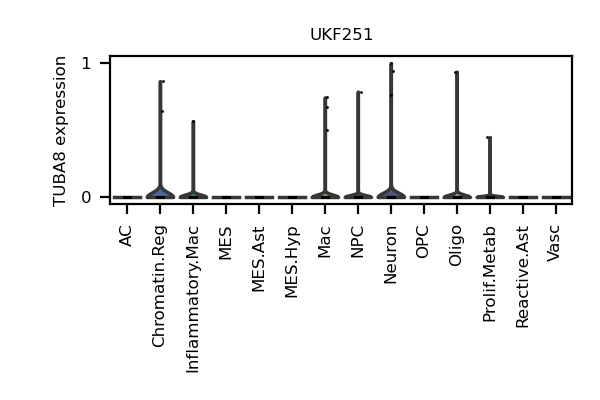 UKF251
TUBA8 expression
1
0
AC
Chromatin.Reg
Inflammatory.Mac
MES
MES.Ast
MES.Hyp
Mac
NPC
Neuron
OPC
Oligo
Prolif.Metab
Reactive.Ast
Vasc